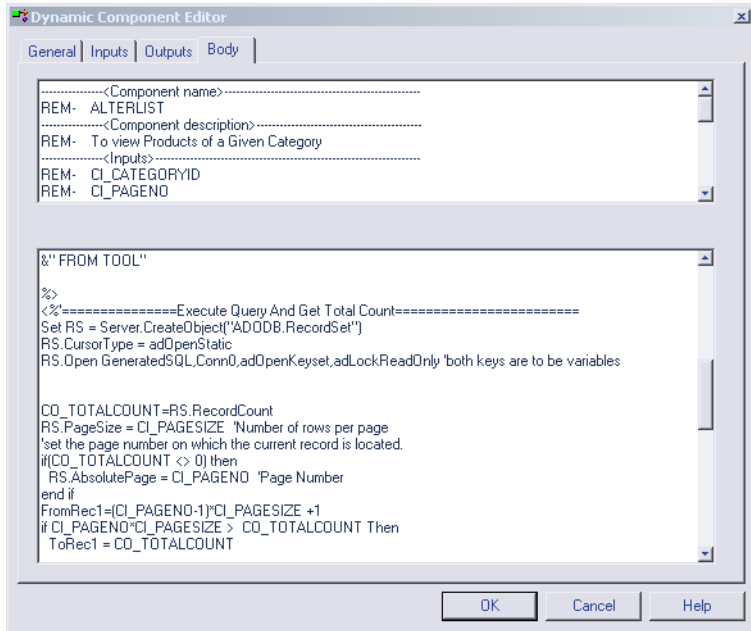 Dynamic Component Editor
General Inputs Outputs Body
---------------<Component name>-----------------------------------------------
REM- ALTERLIST
---------------<Component description>----------------------------------------
REM- To view Products of a Given Category
---------------<Inputs>----------------------------------------------------------------
REM- CI_CATEGORYID
REM- CI_PAGENO
&" FROM TOOL"
%>
<%'===============Execute Query And Get Total Count========================
Set RS = Server.CreateObject("ADODB.RecordSet")
RS.CursorType = adOpenStatic
RS.Open GeneratedSQL,Conn0,adOpenKeyset,adLockReadOnly 'both keys are to be variables
CO_TOTALCOUNT=RS.RecordCount
RS.PageSize = CI_PAGESIZE 'Number of rows per page
'set the page number on which the current record is located.
if(CO_TOTALCOUNT <> 0) then
RS.AbsolutePage = CI_PAGENO 'Page Number
end if
FromRec1=(CI_PAGENO-1)*CI_PAGESIZE +1
if CI_PAGENO*CI_PAGESIZE > CO_TOTALCOUNT Then
ToRec1 = CO_TOTALCOUNT
OK Cancel Help